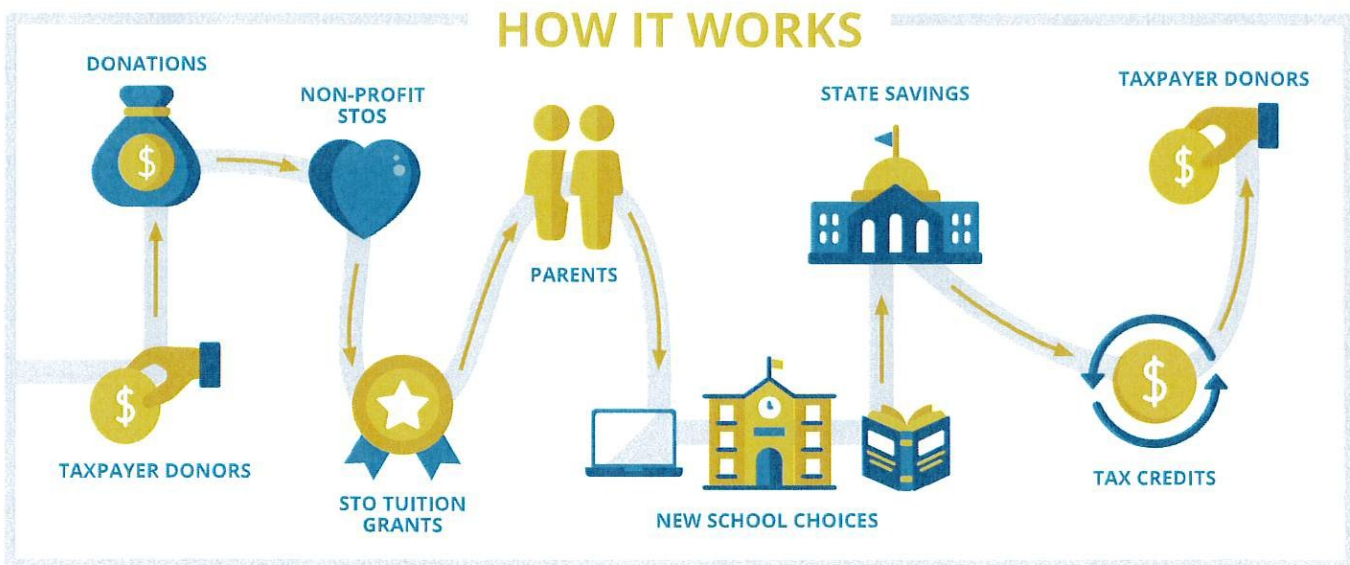 HOW IT WORKS
DONATIONS
NON-PROFIT
STOS
STATE SAVINGS
TAXPAYER DONORS
PARENTS
TAXPAYER DONORS
STO TUITION
GRANTS
NEW SCHOOL CHOICES
TAX CREDITS
$
$
$
$